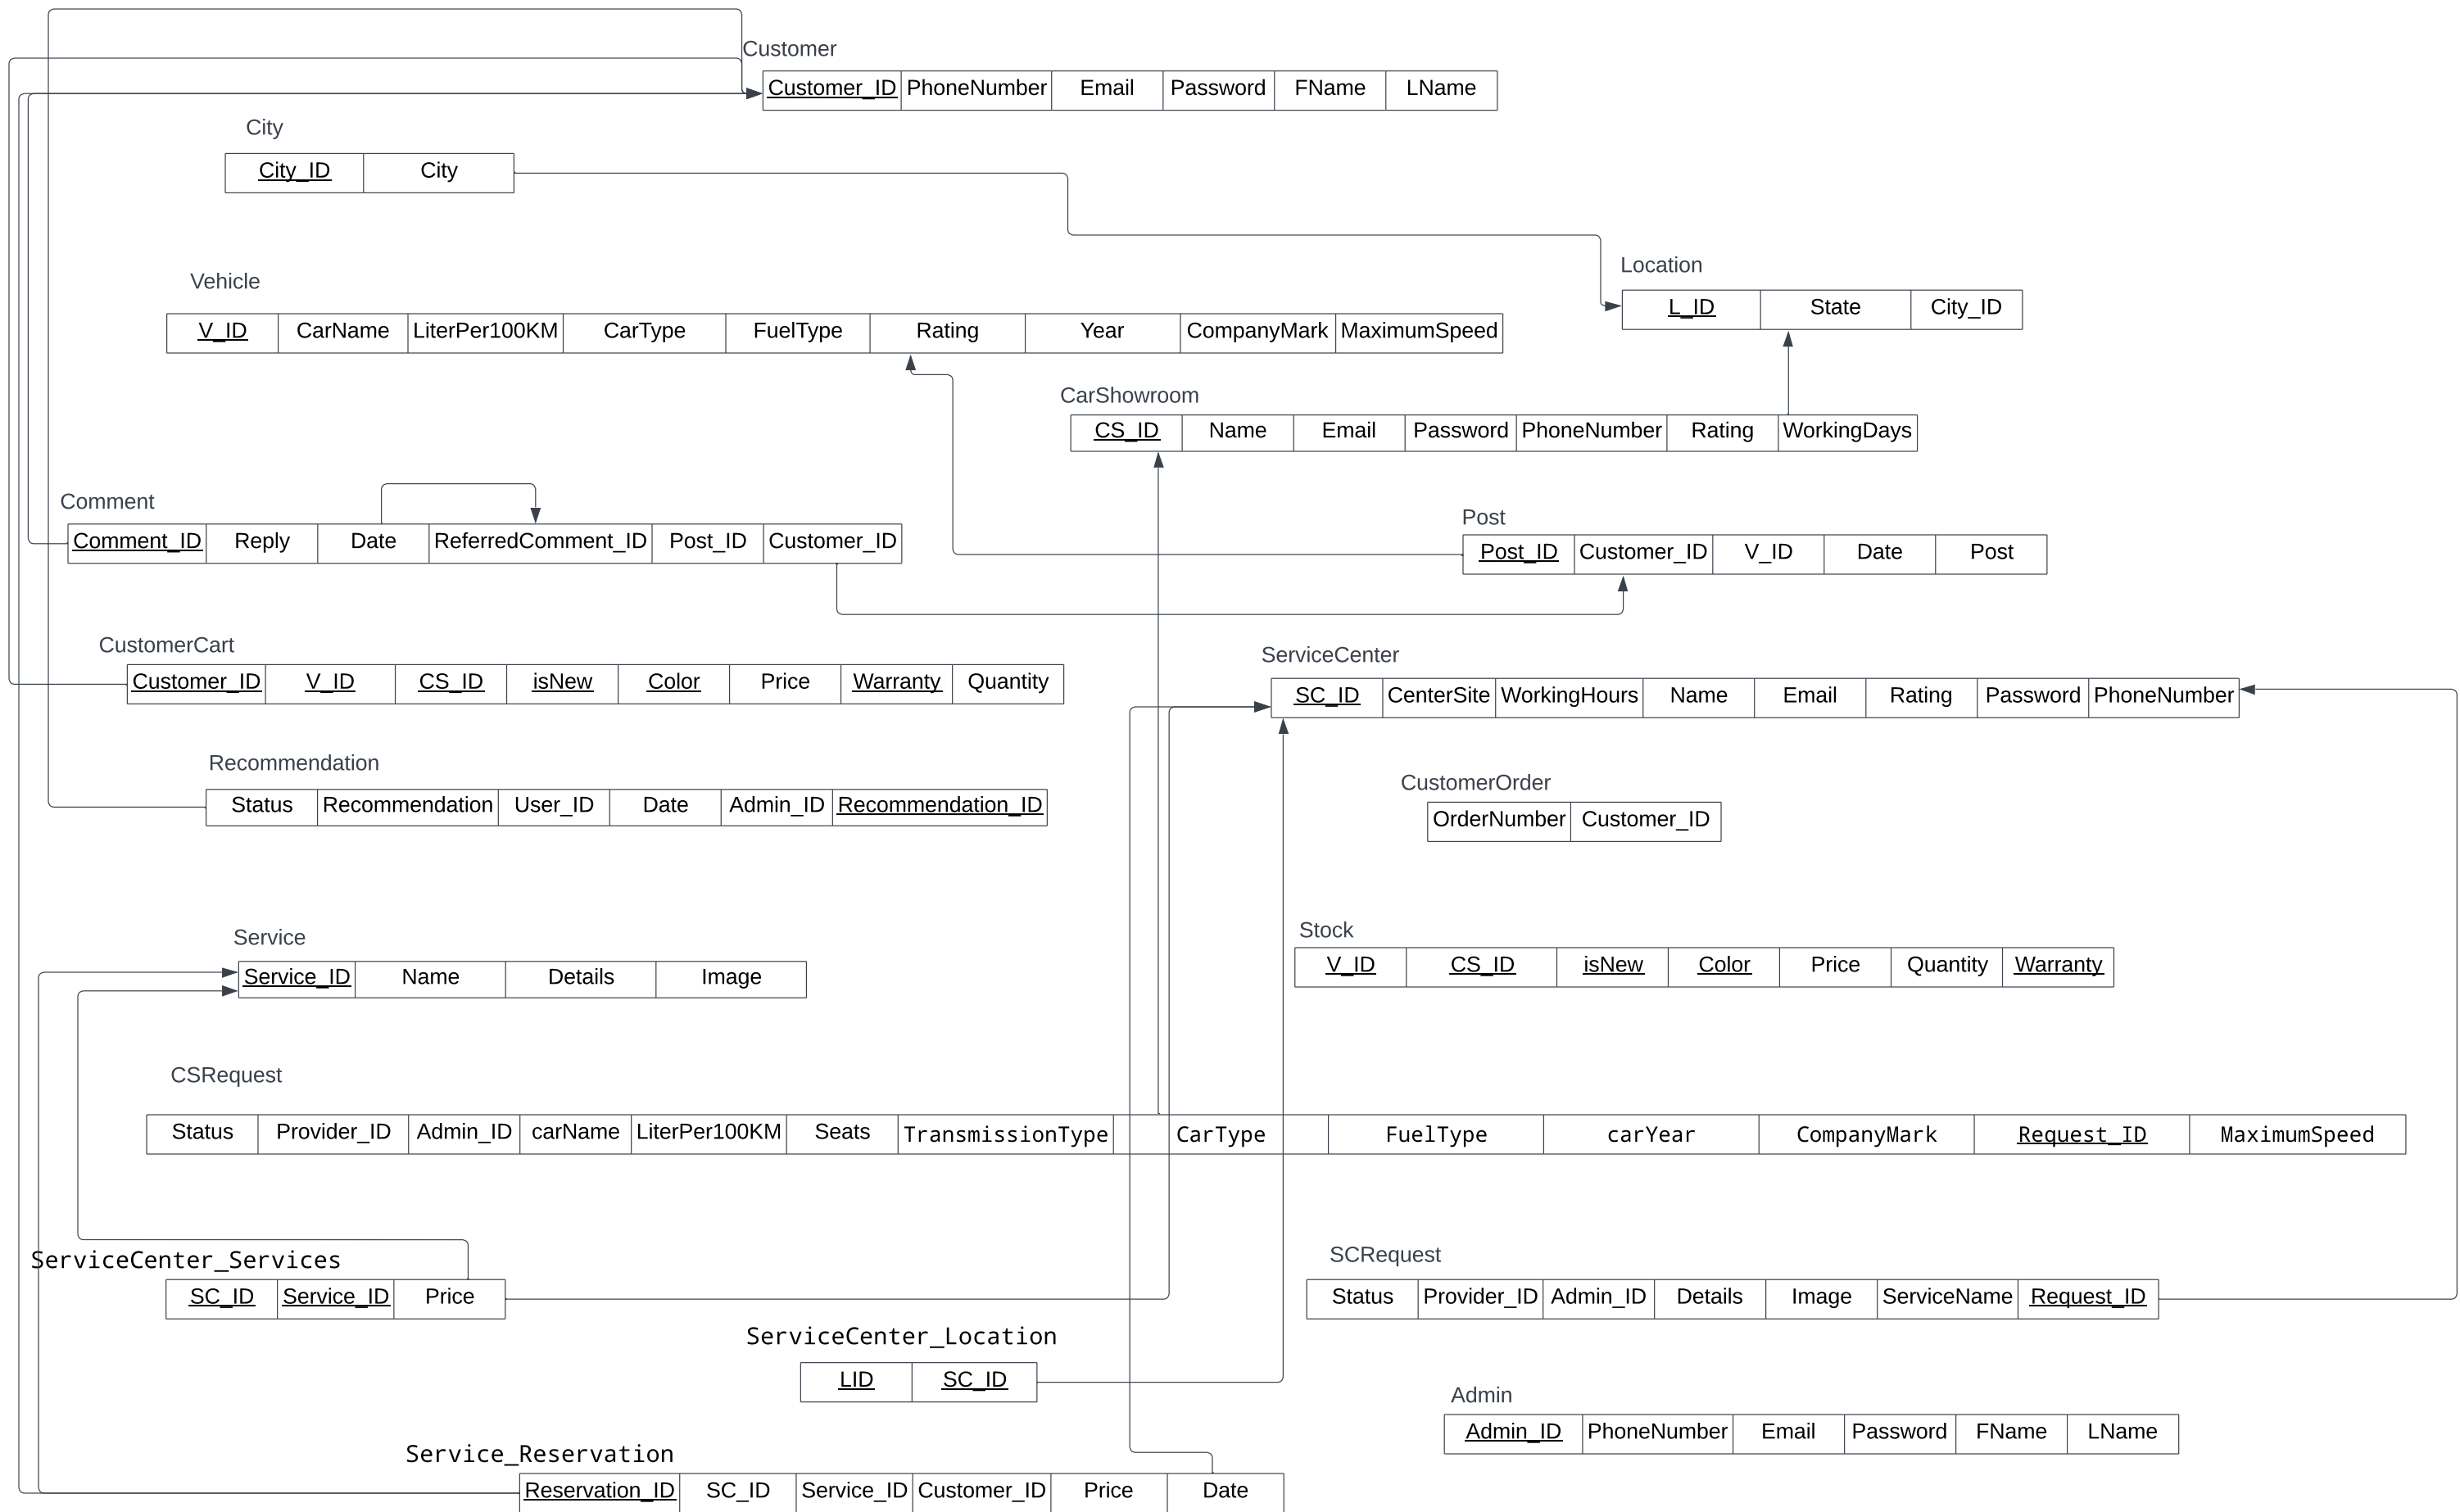 Customer
Customer_ID PhoneNumber Email Password FName LName
City
City_ID City
Location
L_ID State City_ID
Vehicle
V_ID CarName LiterPer100KM CarType FuelType Rating Year CompanyMark MaximumSpeed
CarShowroom
CS_ID Name Email Password PhoneNumber Rating WorkingDays
Comment
Comment_ID Reply Date ReferredComment_ID Post_ID Customer_ID
Post
Post_ID Customer_ID V_ID Date Post
CustomerCart
Customer_ID V_ID CS_ID isNew Color Price Warranty Quantity
ServiceCenter
SC_ID CenterSite WorkingHours Name Email Rating Password PhoneNumber
Recommendation
Status Recommendation User_ID Date Admin_ID Recommendation_ID
CustomerOrder
OrderNumber Customer_ID
Service
Service_ID Name Details Image
Stock
V_ID CS_ID isNew Color Price Quantity Warranty
CSRequest
Status Provider_ID Admin_ID carName LiterPer100KM Seats TransmissionType CarType FuelType carYear CompanyMark Request_ID MaximumSpeed
ServiceCenter_Services
SC_ID Service_ID Price
SCRequest
Status Provider_ID Admin_ID Details Image ServiceName Request_ID
ServiceCenter_Location
LID SC_ID
Admin
Admin_ID PhoneNumber Email Password FName LName
Service_Reservation
Reservation_ID SC_ID Service_ID Customer_ID Price Date